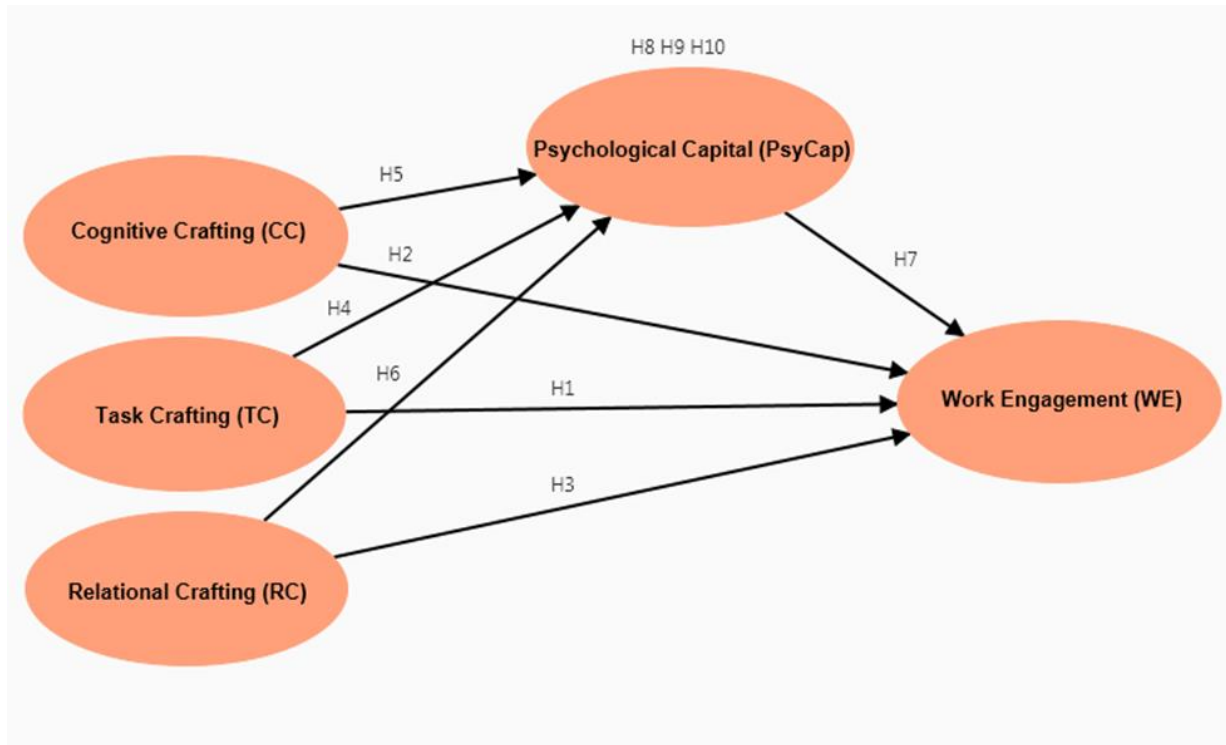 H8 H9 H10
Psychological Capital (PsyCap)
H5
Cognitive Crafting (CC)
H2
H7
H4
H6
H1
Work Engagement (WE)
Task Crafting (TC)
H3
Relational Crafting (RC)